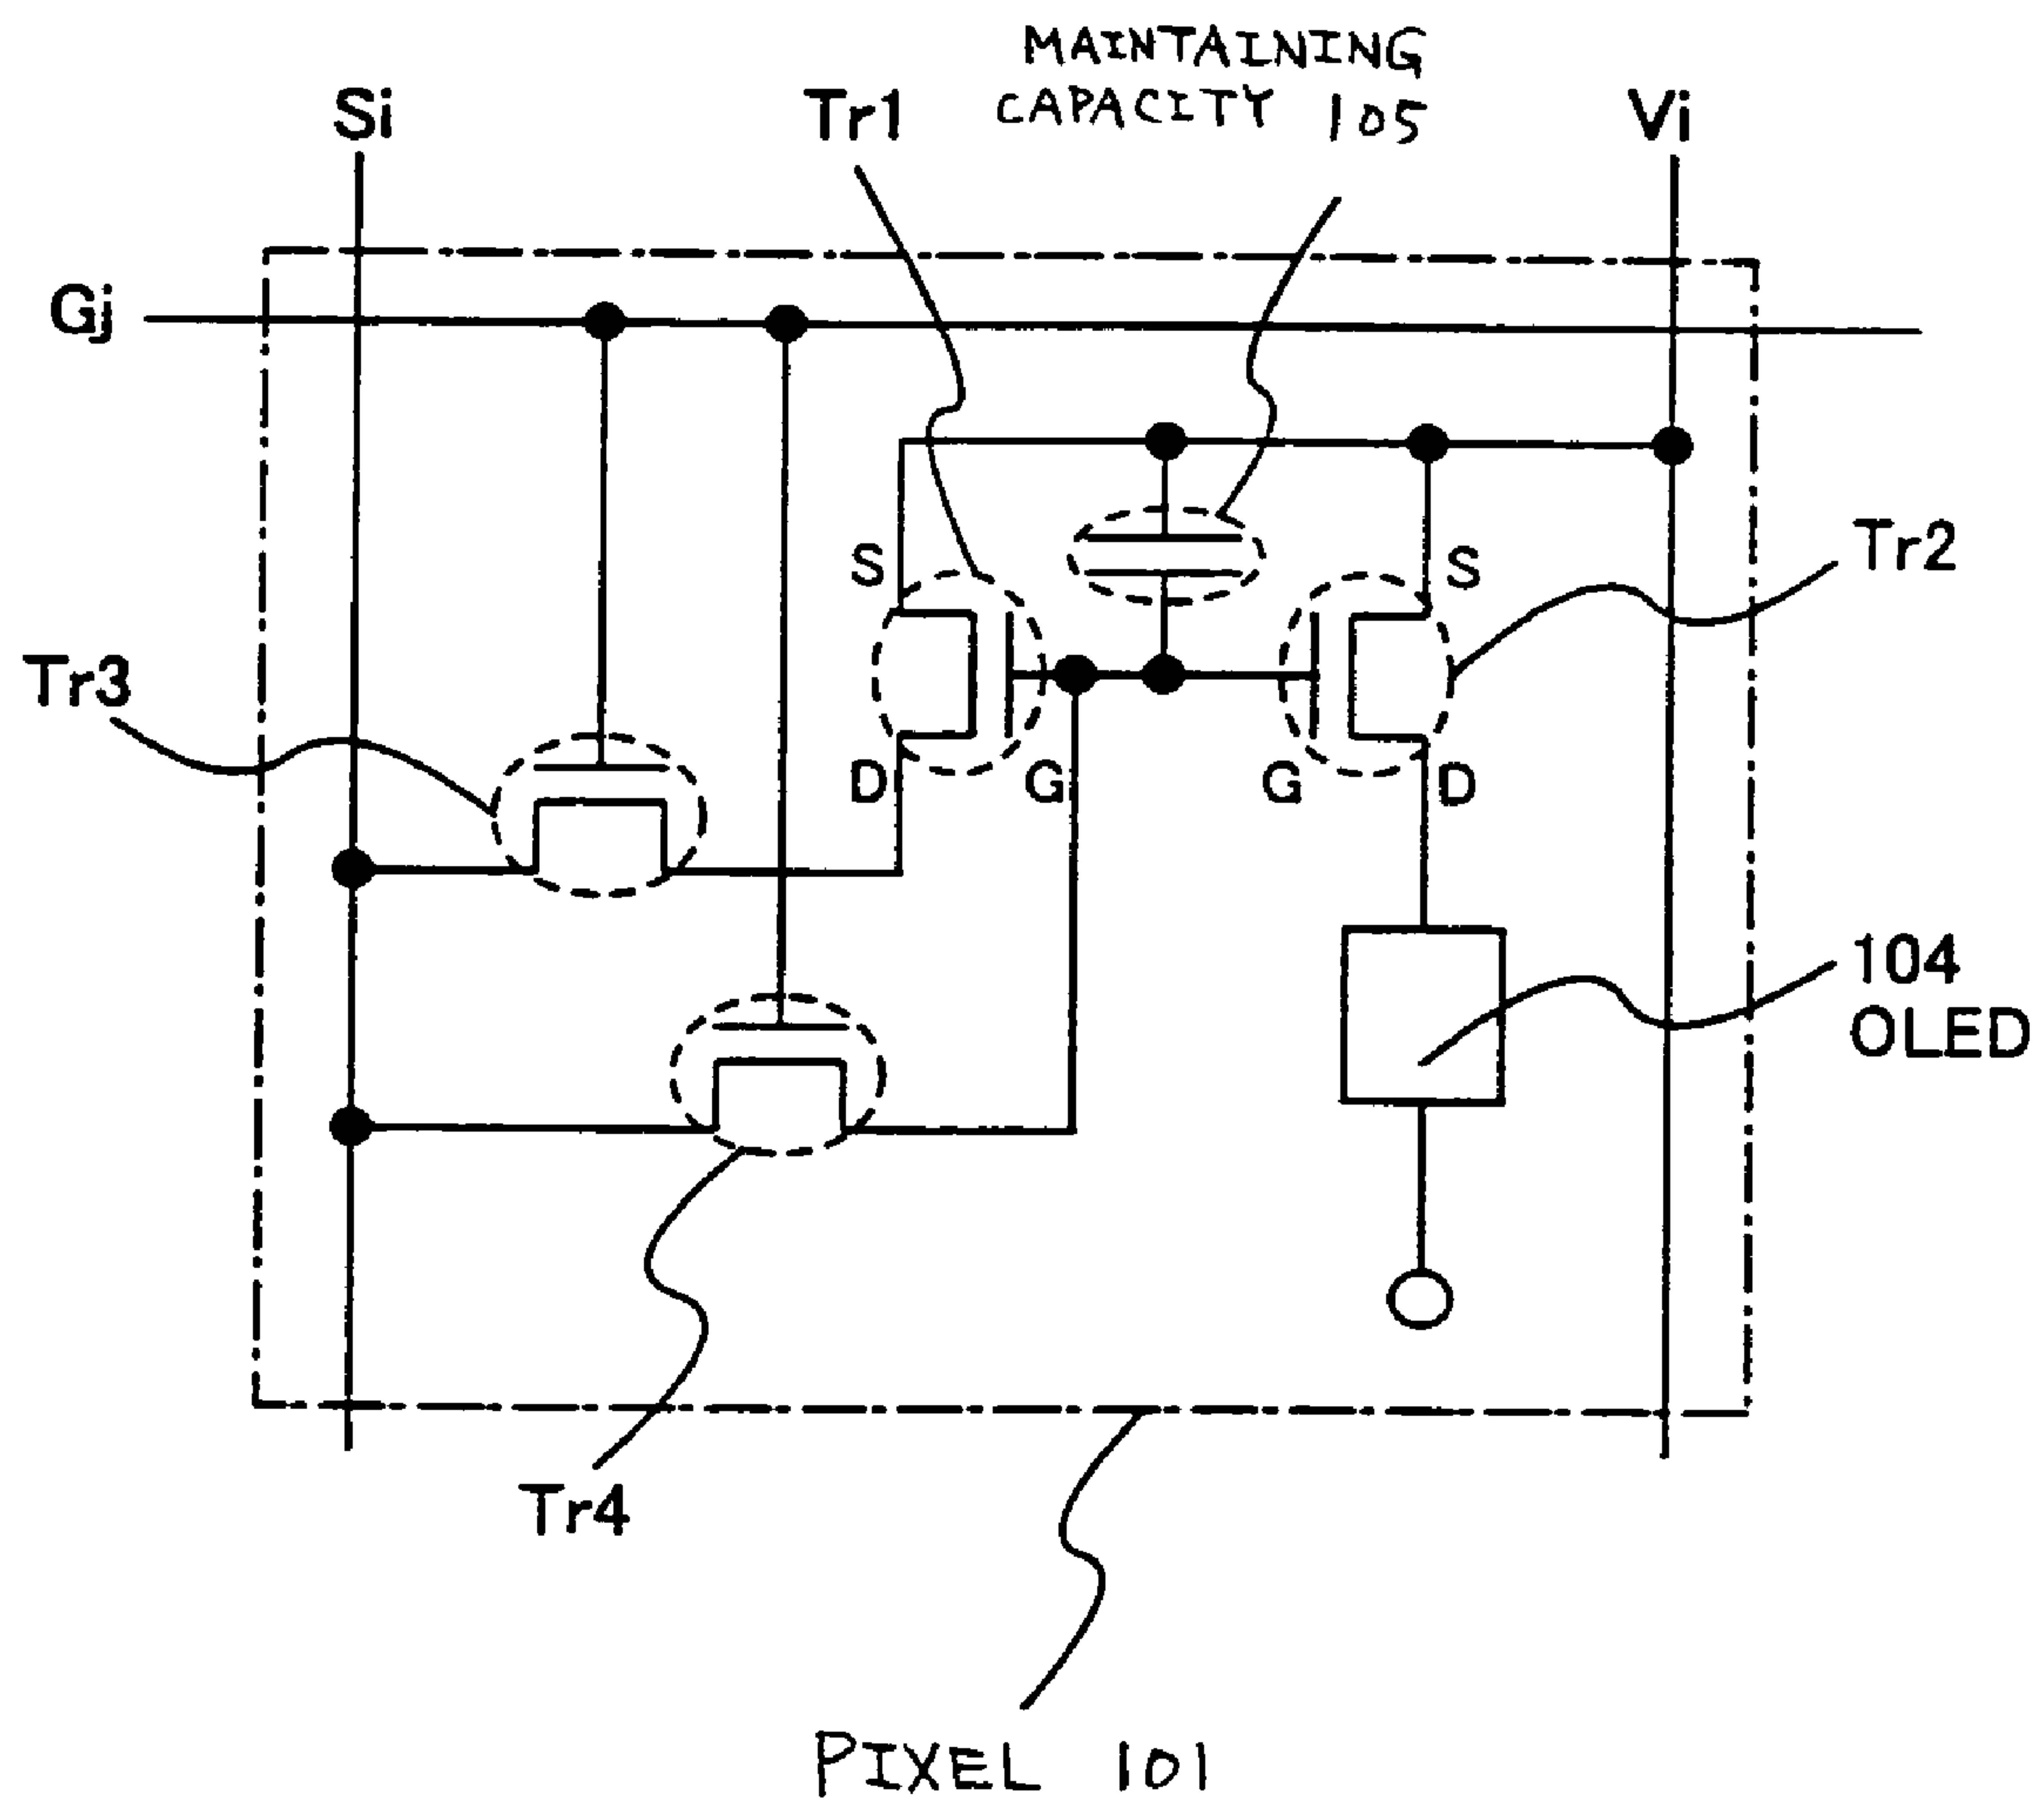 MAINTAINING
CAPACITY 105
Si
Tr1
Vi
Gj
S
S
Tr2
Tr3
D
G
G
D
104
OLED
Tr4
PIXEL 101